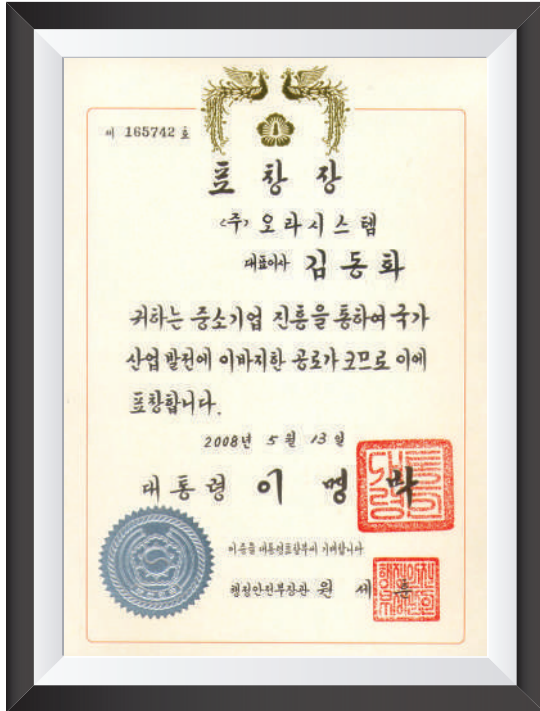 제 165742 호
표창장
(주) 오라시스템
대표이사 김동화
귀하는 중소기업 진흥을 통하여 국가
산업 발전에 이바지한 공로가 크므로 이에
표창합니다.
2008년 5월 13일
대통령 이명박
이 증을 대통령표창부에 기재합니다
행정안전부장관 원세훈